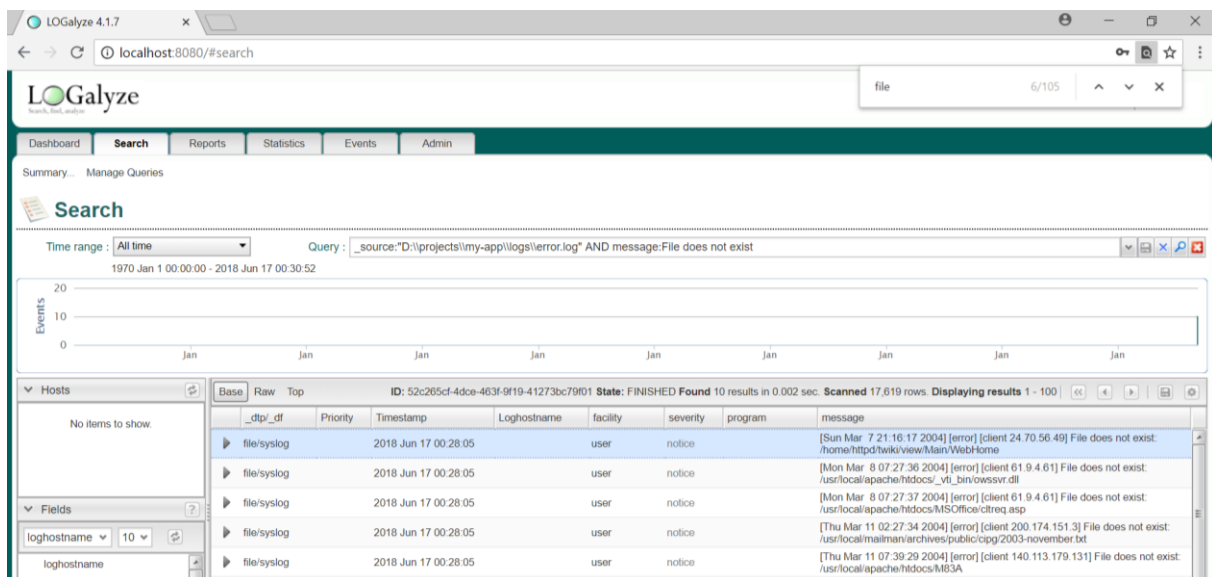 LOGalyze 4.1.7
localhost:8080/#search
file 6/105
LOGalyze
Search, find, analyze
Dashboard Search Reports Statistics Events Admin
Summary... Manage Queries
Search
Time range : All time Query : _source:"D:\\projects\\my-app\\logs\\error.log" AND message:File does not exist
1970 Jan 1 00:00:00 - 2018 Jun 17 00:30:52
Events
20
10
0
Jan Jan Jan Jan Jan Jan Jan Jan Jan
Hosts
No items to show.
Fields
loghostname 10
loghostname
Base Raw Top ID: 52c265cf-4dce-463f-9f19-41273bc79f01 State: FINISHED Found 10 results in 0.002 sec. Scanned 17,619 rows. Displaying results 1 - 100
_dtp/_df Priority Timestamp Loghostname facility severity program message
file/syslog 2018 Jun 17 00:28:05 user notice [Sun Mar 7 21:16:17 2004] [error] [client 24.70.56.49] File does not exist:
/home/httpd/twiki/view/Main/WebHome
file/syslog 2018 Jun 17 00:28:05 user notice [Mon Mar 8 07:27:36 2004] [error] [client 61.9.4.61] File does not exist:
/usr/local/apache/htdocs/_vti_bin/owssvr.dll
file/syslog 2018 Jun 17 00:28:05 user notice [Mon Mar 8 07:27:37 2004] [error] [client 61.9.4.61] File does not exist:
/usr/local/apache/htdocs/MSOffice/cltreq.asp
file/syslog 2018 Jun 17 00:28:05 user notice [Thu Mar 11 02:27:34 2004] [error] [client 200.174.151.3] File does not exist:
/usr/local/mailman/archives/public/cipg/2003-november.txt
file/syslog 2018 Jun 17 00:28:05 user notice [Thu Mar 11 07:39:29 2004] [error] [client 140.113.179.131] File does not exist:
/usr/local/apache/htdocs/M83A